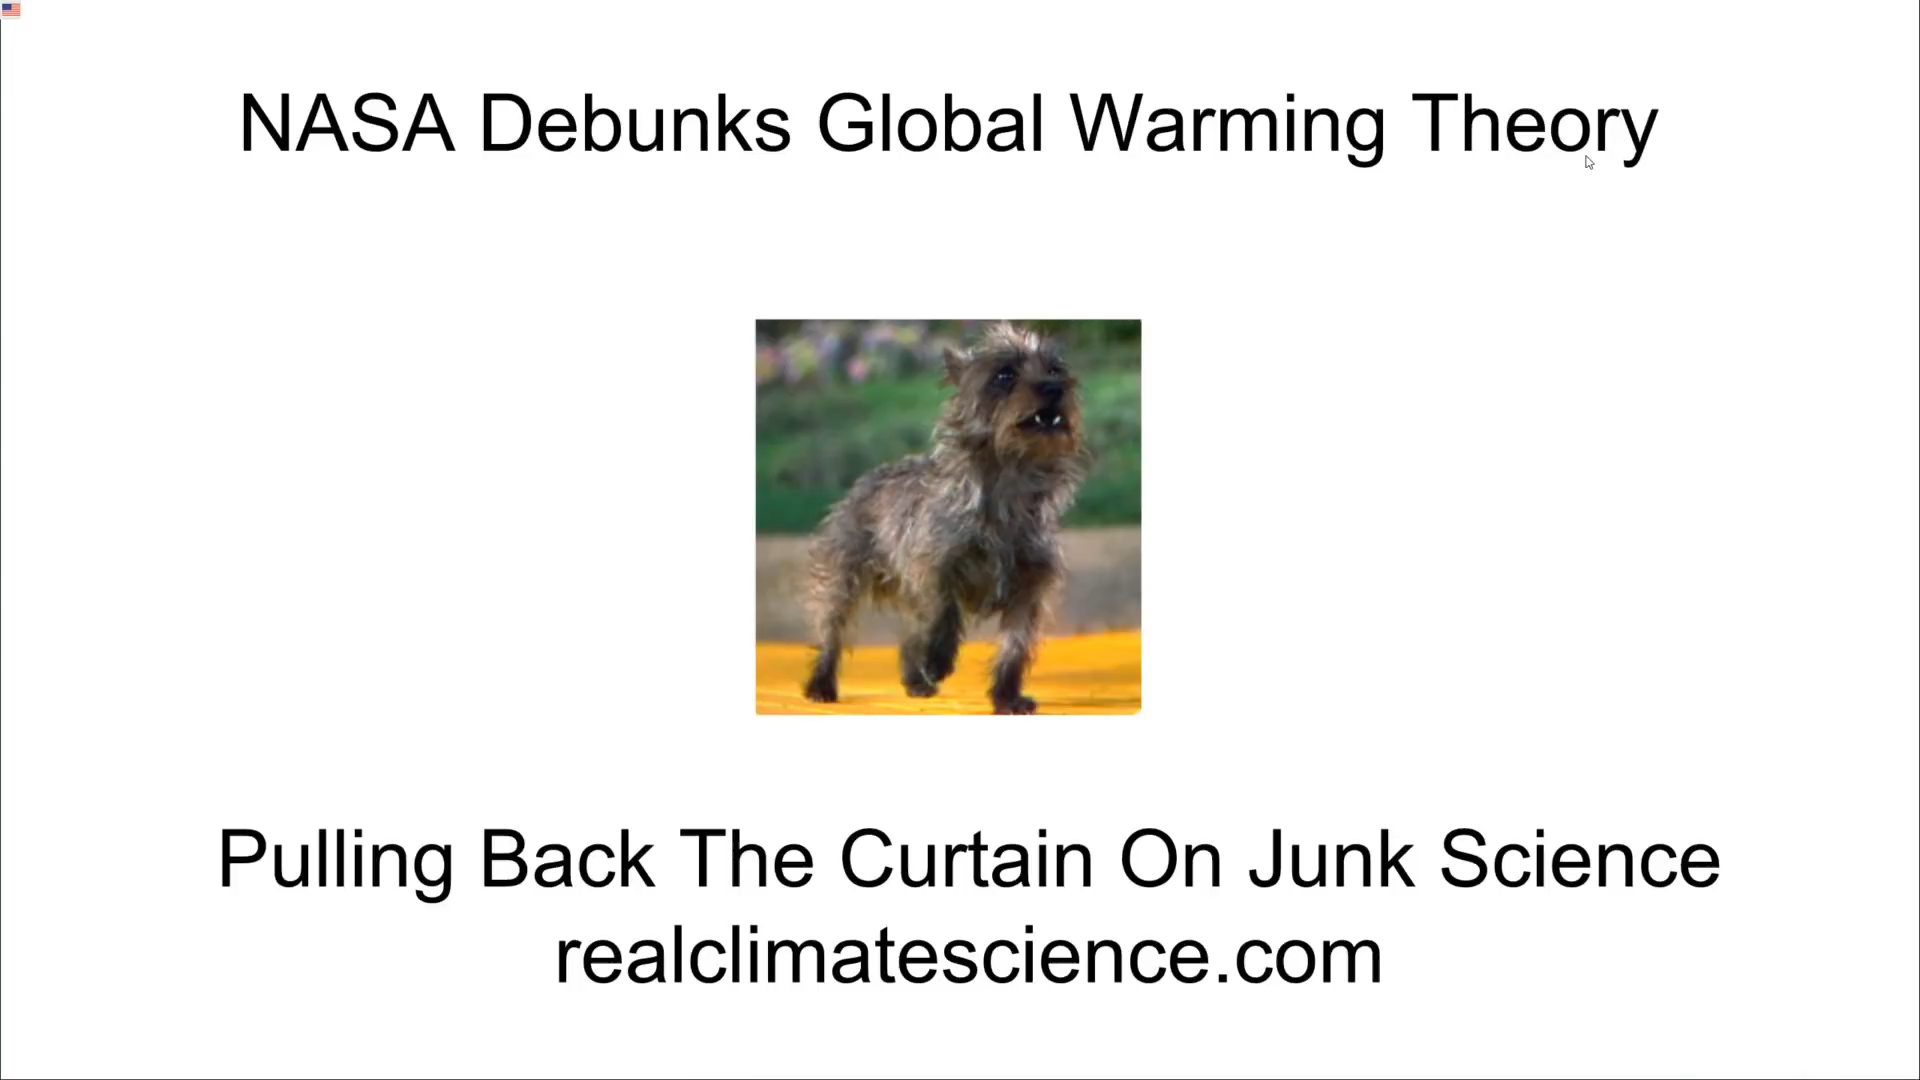 NASA Debunks Global Warming Theory
Pulling Back The Curtain On Junk Science
realclimatescience.com